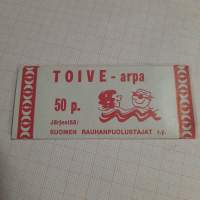 TOIVE - arpa
50 p.
Järjestää:
SUOMEN RAUHANPUOLUSTAJAT r.y.